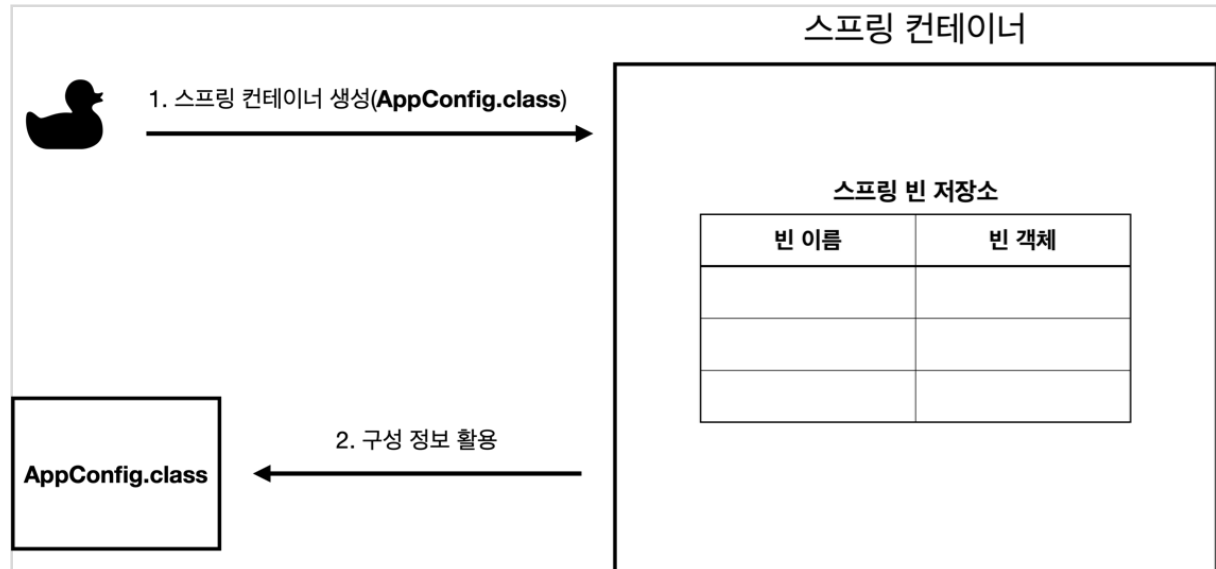 스프링 컨테이너
1. 스프링 컨테이너 생성(AppConfig.class)
스프링 빈 저장소
빈 이름
빈 객체
2. 구성 정보 활용
AppConfig.class